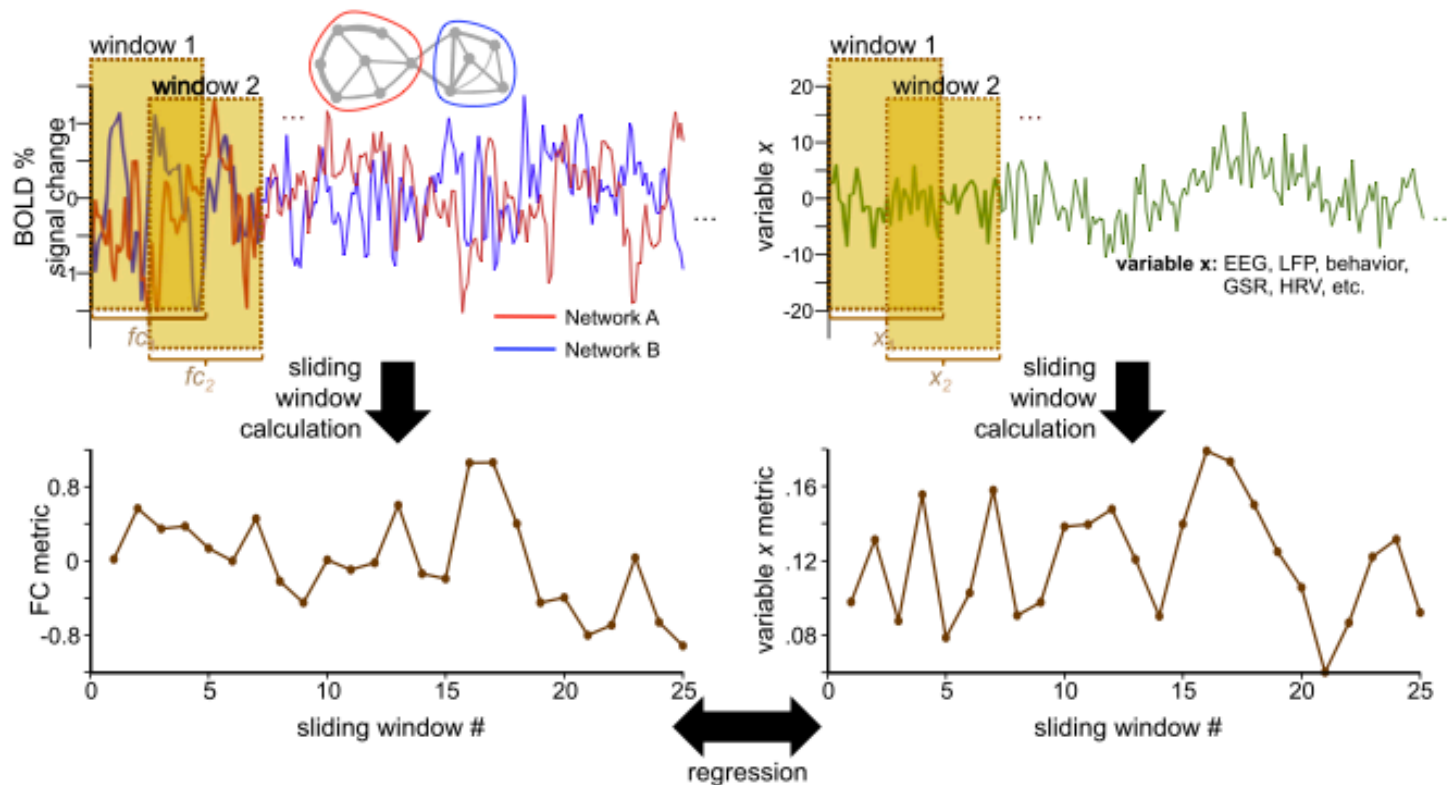 window 1
window 2
...
BOLD %
signal change
1
0
-1
...
Network A
Network B
fc
fc2
sliding
window
calculation
window 1
window 2
...
variable x
20
10
0
-10
-20
...
variable x: EEG, LFP, behavior,
GSR, HRV, etc.
x
x2
sliding
window
calculation
FC metric
0.8
0
-0.8
0 5 10 15 20 25
sliding window #
variable x metric
.16
.12
.08
0 5 10 15 20 25
sliding window #
regression